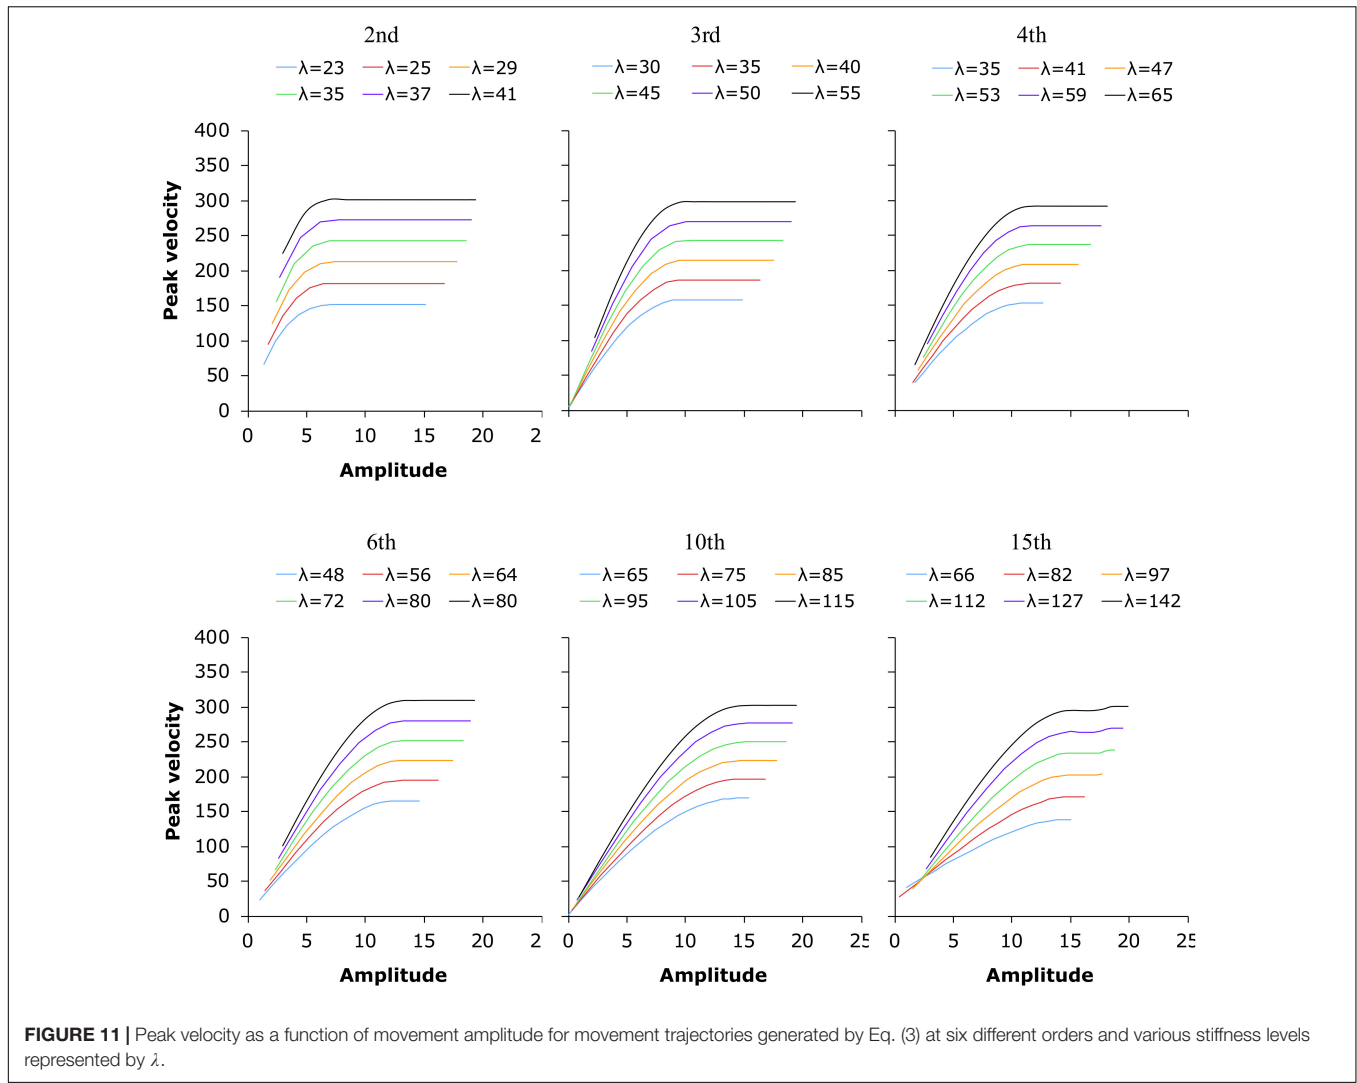 2nd
λ=23 λ=25 λ=29
λ=35 λ=37 λ=41
3rd
λ=30 λ=35 λ=40
λ=45 λ=50 λ=55
4th
λ=35 λ=41 λ=47
λ=53 λ=59 λ=65
Peak velocity
400
350
300
250
200
150
100
50
0
0 5 10 15 20 2
Amplitude
6th
λ=48 λ=56 λ=64
λ=72 λ=80 λ=80
10th
λ=65 λ=75 λ=85
λ=95 λ=105 λ=115
15th
λ=66 λ=82 λ=97
λ=112 λ=127 λ=142
Peak velocity
400
350
300
250
200
150
100
50
0
0 5 10 15 20 2
Amplitude
0 5 10 15 20 25
Amplitude
0 5 10 15 20 25
Amplitude
FIGURE 11 | Peak velocity as a function of movement amplitude for movement trajectories generated by Eq. (3) at six different orders and various stiffness levels
represented by λ.